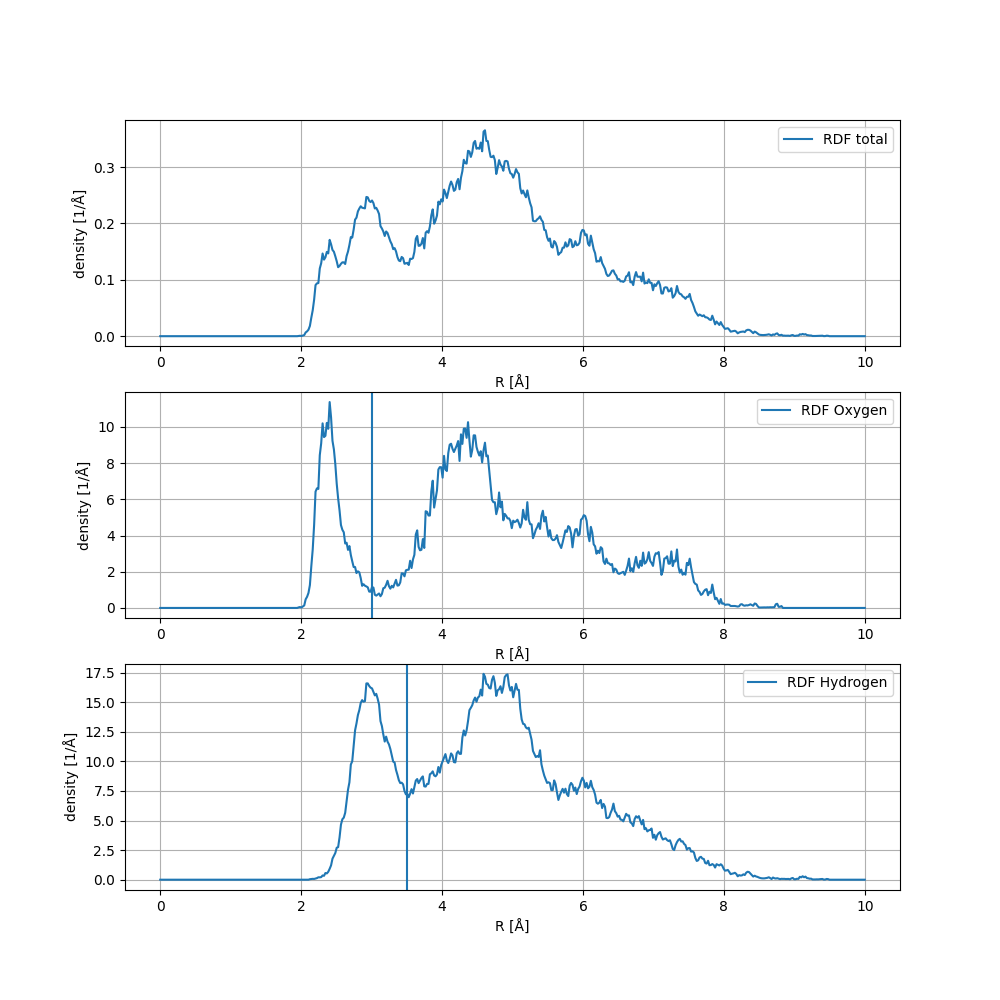 RDF total
density [1/Å]
0.3
0.2
0.1
0.0
0 2 4 6 8 10
R [Å]
RDF Oxygen
density [1/Å]
10
8
6
4
2
0
0 2 4 6 8 10
R [Å]
RDF Hydrogen
density [1/Å]
17.5
15.0
12.5
10.0
7.5
5.0
2.5
0.0
0 2 4 6 8 10
R [Å]